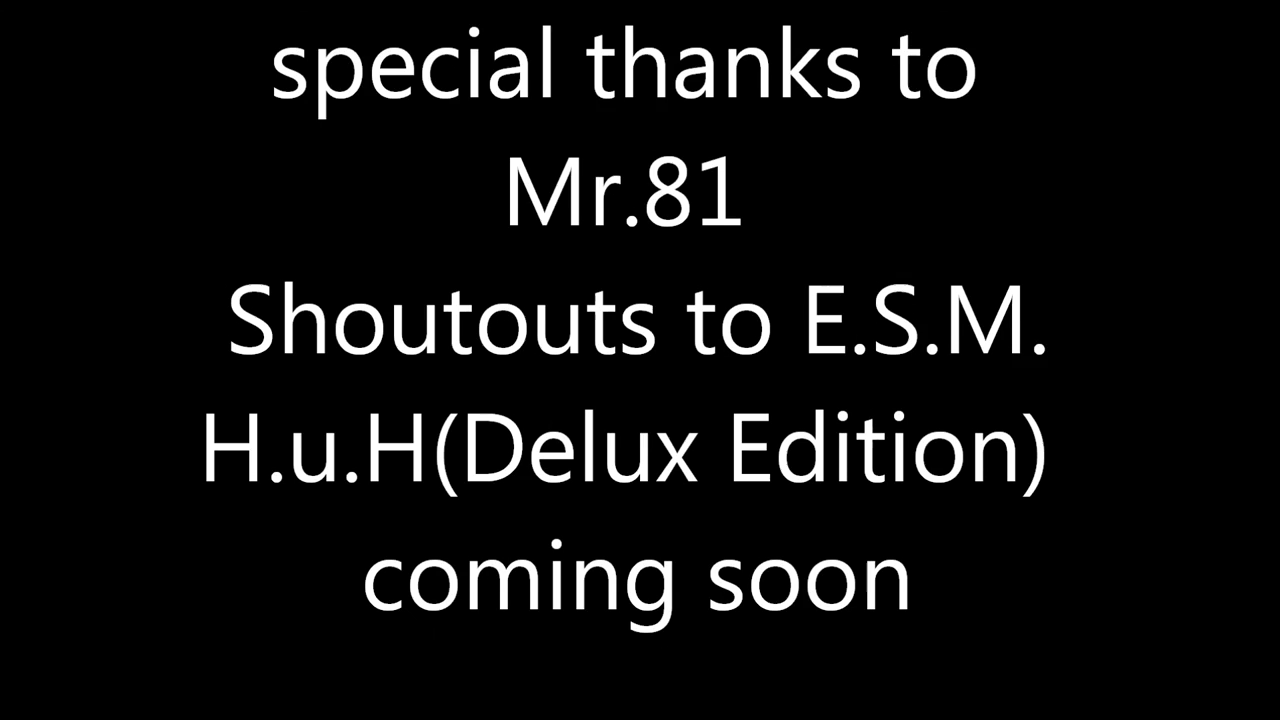 special thanks to
Mr.81
Shoutouts to E.S.M.
H.u.H(Delux Edition)
coming soon